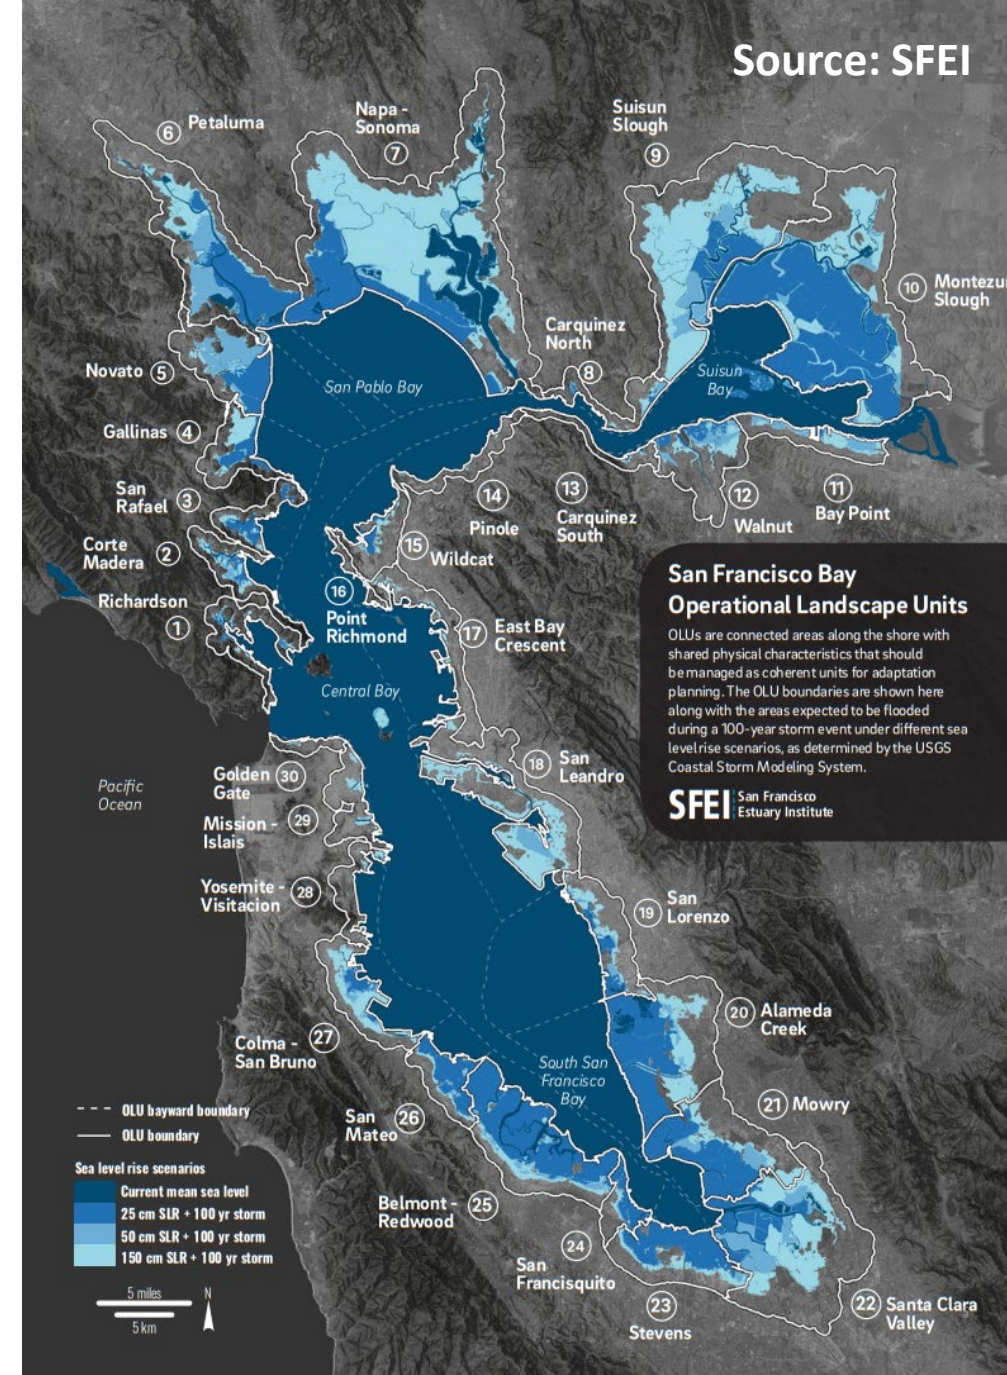 Source: SFEI
6 Petaluma
Napa -
Sonoma
7
Suisun
Slough
9
10 Montezu
Slough
Carquinez
North
8
San Pablo Bay
Suisun
Bay
Novato 5
Gallinas 4
San
Rafael 3
Corte
Madera 2
Richardson
1
14
Pinole
13
Carquinez
South
12
Walnut
11
Bay Point
15
Wildcat
16
Point
Richmond
17 East Bay
Crescent
Central Bay
San Francisco Bay
Operational Landscape Units
OLUs are connected areas along the shore with
shared physical characteristics that should
be managed as coherent units for adaptation
planning. The OLU boundaries are shown here
along with the areas expected to be flooded
during a 100-year storm event under different sea
level rise scenarios, as determined by the USGS
Coastal Storm Modeling System.
SFEI San Francisco
Estuary Institute
18 San
Leandro
Pacific
Ocean
Golden 30
Gate
Mission - 29
Islais
Yosemite - 28
Visitacion
19 San
Lorenzo
20 Alameda
Creek
Colma - 27
San Bruno
South San
Francisco
Bay
21 Mowry
San 26
Mateo
Belmont - 25
Redwood
24
San
Francisquito
23
Stevens
22 Santa Clara
Valley
OLU bayward boundary
OLU boundary
Sea level rise scenarios
Current mean sea level
25 cm SLR + 100 yr storm
50 cm SLR + 100 yr storm
150 cm SLR + 100 yr storm
5 miles
5 km
N